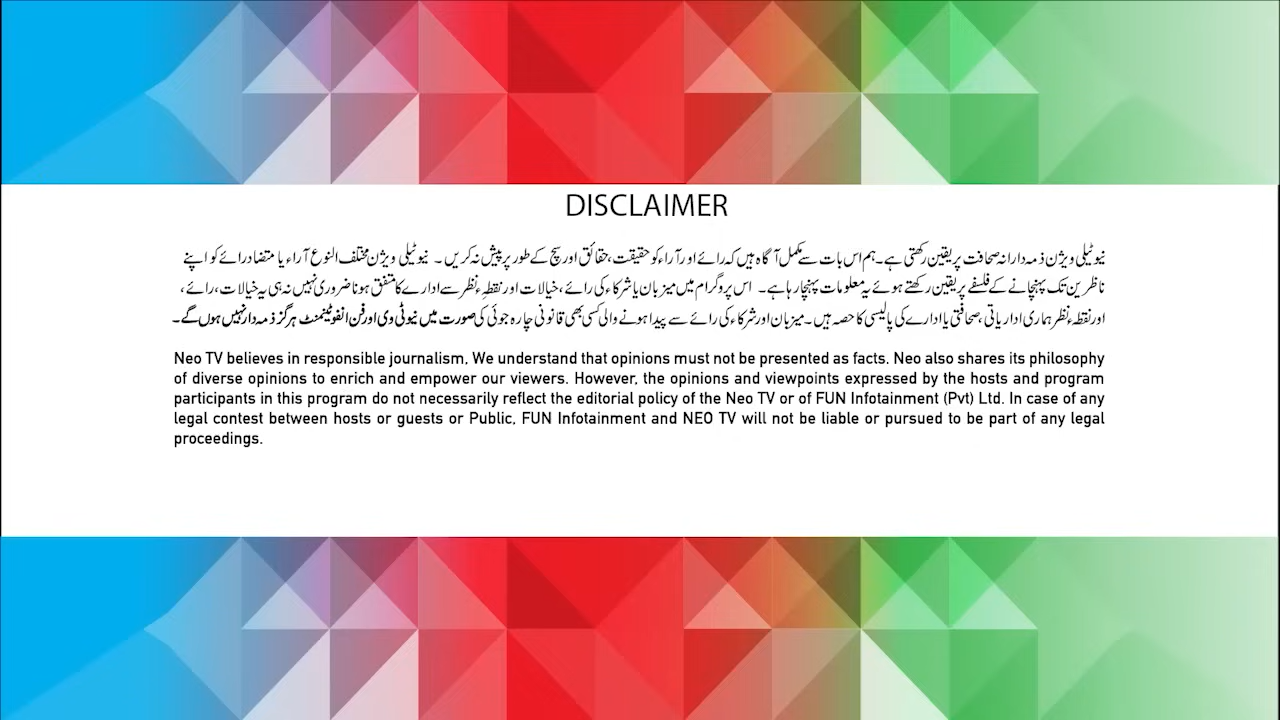 DISCLAIMER
نیو ٹیلی ویژن ذمہ دارانہ صحافت پر یقین رکھتی ہے۔ ہم اس بات سے مکمل آگاہ ہیں کہ رائے اور آراء کو حقیقت، حقائق اور سچ کے طور پر پیش نہ کریں ۔ نیو ٹیلی ویژن مختلف النوع آراء یا متضاد رائے کو اپنے
ناظرین تک پہنچانے کے فلسفے پر یقین رکھتے ہوئے یہ معلومات پہنچا رہا ہے۔ اس پروگرام میں میزبان یا شرکاء کی رائے، خیالات اور نقطہءنظر سے ادارے کا متفق ہونا ضروری نہیں نہ ہی یہ خیالات، رائے،
اور نقطہءنظر ہماری ادارتی، صحافتی یا ادارے کی پالیسی کا حصہ ہیں۔ میزبان اور شرکاء کی رائے سے پیدا ہونے والی کسی بھی قانونی چارہ جوئی کی صورت میں نیو ٹی وی اور فن انفوٹینمنٹ ہرگز ذمہ دار نہیں ہوں گے۔
Neo TV believes in responsible journalism, We understand that opinions must not be presented as facts. Neo also shares its philosophy
of diverse opinions to enrich and empower our viewers. However, the opinions and viewpoints expressed by the hosts and program
participants in this program do not necessarily reflect the editorial policy of the Neo TV or of FUN Infotainment (Pvt) Ltd. In case of any
legal contest between hosts or guests or Public, FUN Infotainment and NEO TV will not be liable or pursued to be part of any legal
proceedings.